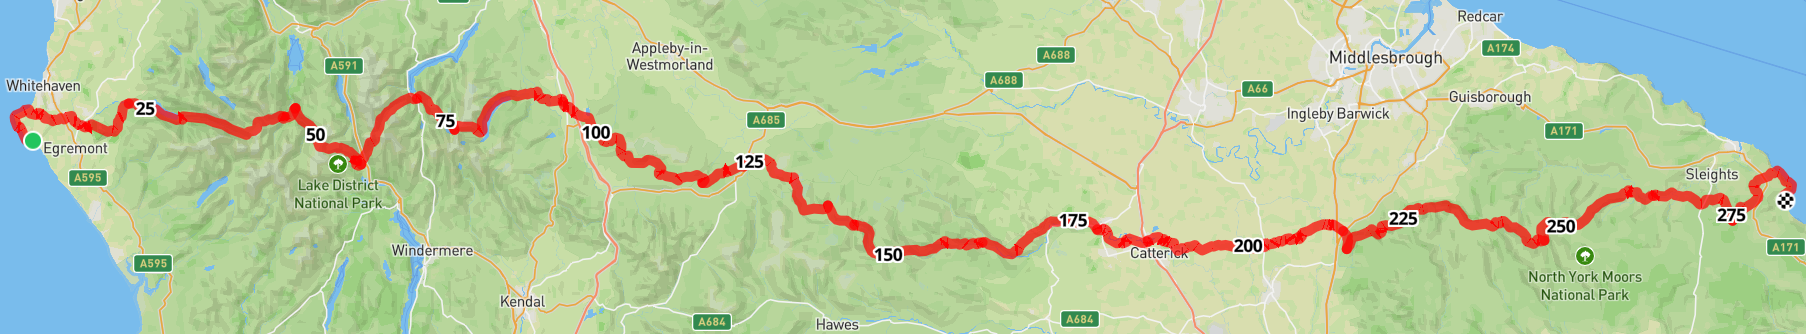 Redcar
A174
Appleby-in-
Westmorland
A688
Middlesbrough
A591
A688
Whitehaven
A66
Guisborough
25
Ingleby Barwick
75
A685
A171
50
100
Egremont
125
A595
Lake District
National Park
Sleights
175
275
225
250
Windermere
150
Catterick
200
A171
A595
North York Moors
National Park
Kendal
A684
Hawes
A684